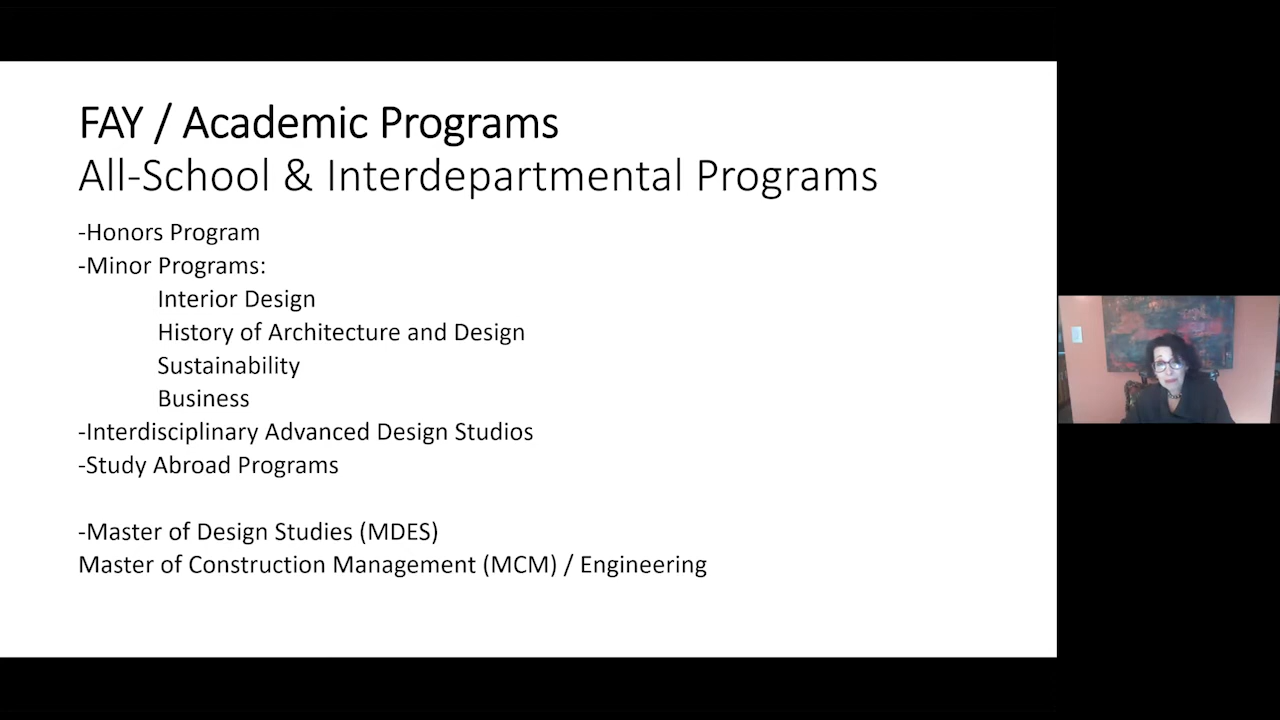 FAY / Academic Programs
All-School & Interdepartmental Programs
-Honors Program
-Minor Programs:
Interior Design
History of Architecture and Design
Sustainability
Business
-Interdisciplinary Advanced Design Studios
-Study Abroad Programs
-Master of Design Studies (MDES)
Master of Construction Management (MCM) / Engineering